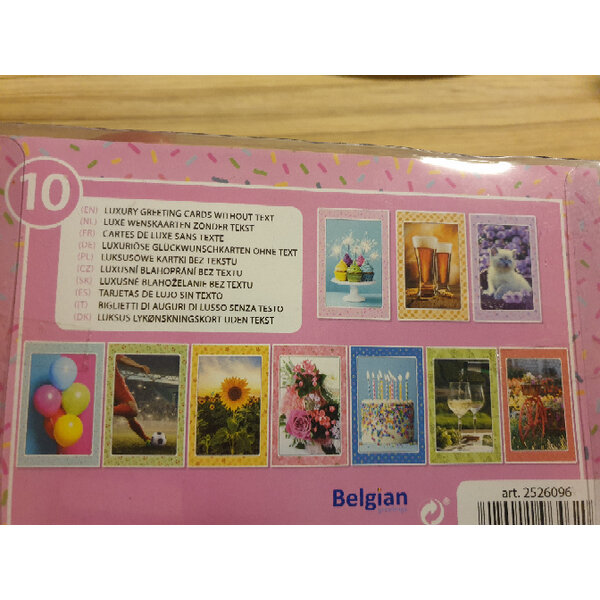 10
(EN) LUXURY GREETING CARDS WITHOUT TEXT
(NL) LUXE WENSKAARTEN ZONDER TEKST
(FR) CARTES DE LUXE SANS TEXTE
(DE) LUXURIÖSE GLÜCKWUNSCHKARTEN OHNE TEXT
(PL) LUKSUSOWE KARTKI BEZ TEKSTU
(CZ) LUXUSNÍ BLAHOPŘÁNÍ BEZ TEXTU
(SK) LUXUSNÉ BLAHOŽELANIE BEZ TEXTU
(ES) TARJETAS DE LUJO SIN TEXTO
(IT) BIGLIETTI DI AUGURI DI LUSSO SENZA TESTO
(DK) LUKSUS LYKØNSKNINGSKORT UDEN TEKST
Belgian
art. 2526096